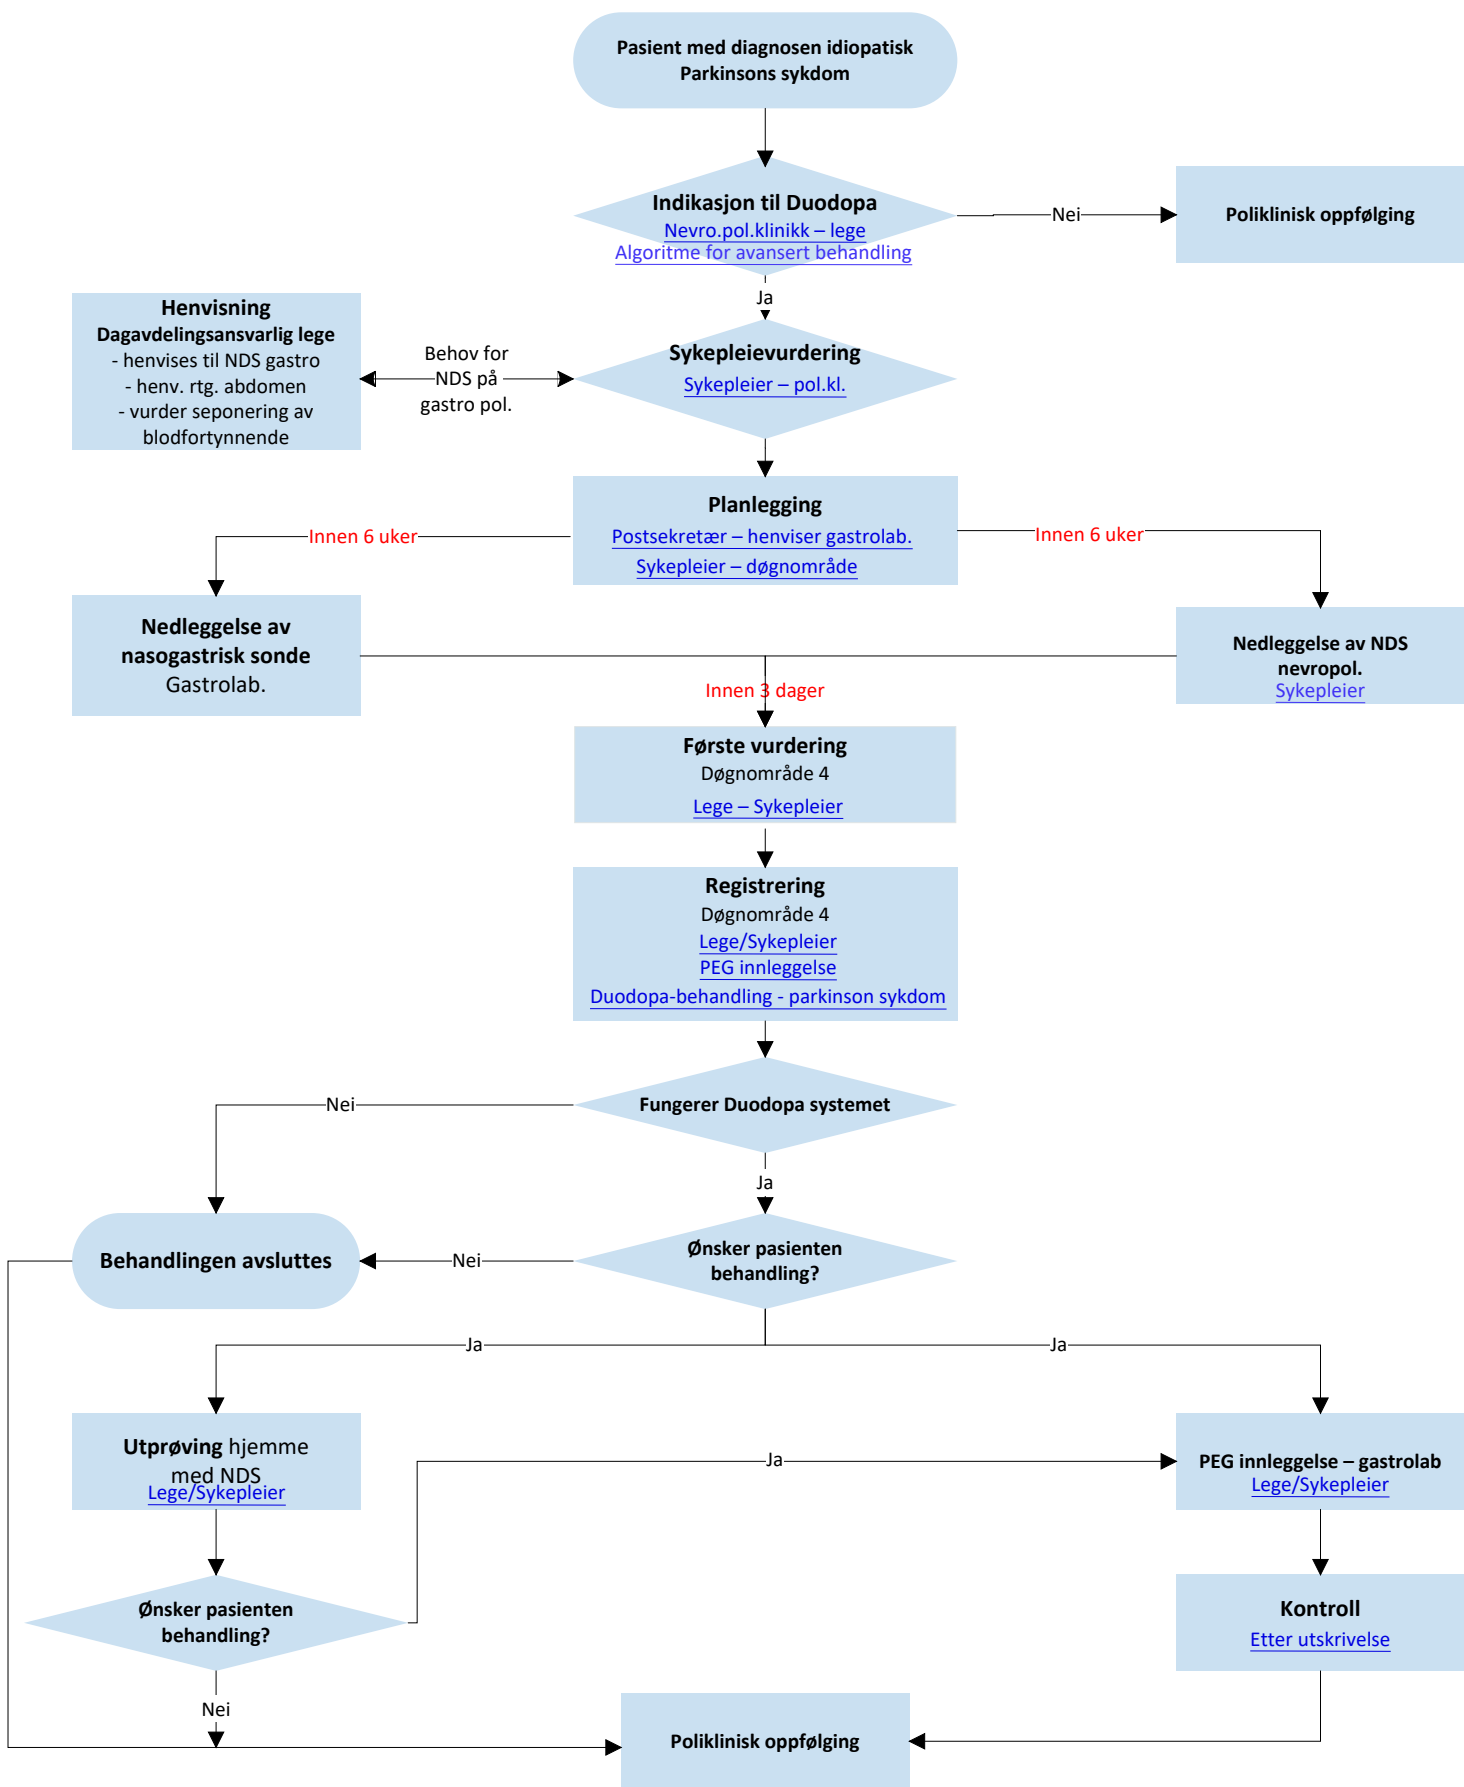 Pasient med diagnosen idiopatisk
Parkinsons sykdom
Indikasjon til Duodopa
Nevro.pol.klinikk – lege
Algoritme for avansert behandling
Nei
Poliklinisk oppfølging
Ja
Henvisning
Dagavdelingsansvarlig lege
- henvises til NDS gastro
- henv. rtg. abdomen
- vurder seponering av
blodfortynnende
Behov for
NDS på
gastro pol.
Sykepleievurdering
Sykepleier – pol.kl.
Planlegging
Postsekretær – henviser gastrolab.
Sykepleier – døgnområde
Innen 6 uker
Innen 6 uker
Nedleggelse av
nasogastrisk sonde
Gastrolab.
Nedleggelse av NDS
nevropol.
Sykepleier
Innen 3 dager
Første vurdering
Døgnområde 4
Lege – Sykepleier
Registrering
Døgnområde 4
Lege/Sykepleier
PEG innleggelse
Duodopa-behandling - parkinson sykdom
Fungerer Duodopa systemet
Nei
Ja
Behandlingen avsluttes
Nei
Ønsker pasienten
behandling?
Ja
Ja
Utprøving hjemme
med NDS
Lege/Sykepleier
Ja
PEG innleggelse – gastrolab
Lege/Sykepleier
Ønsker pasienten
behandling?
Kontroll
Etter utskrivelse
Nei
Poliklinisk oppfølging